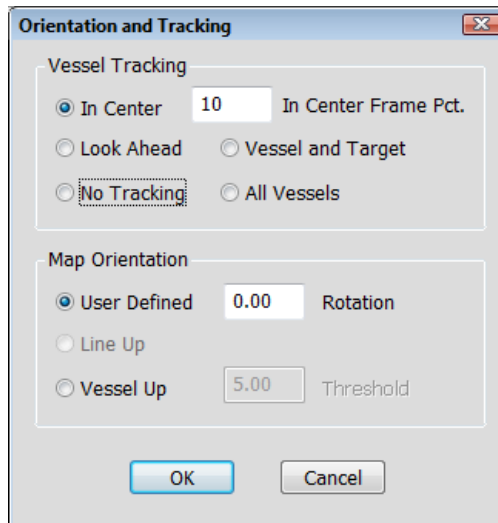 Orientation and Tracking
Vessel Tracking
In Center 10 In Center Frame Pct.
Look Ahead Vessel and Target
No Tracking All Vessels
Map Orientation
User Defined 0.00 Rotation
Line Up
Vessel Up 5.00 Threshold
OK Cancel